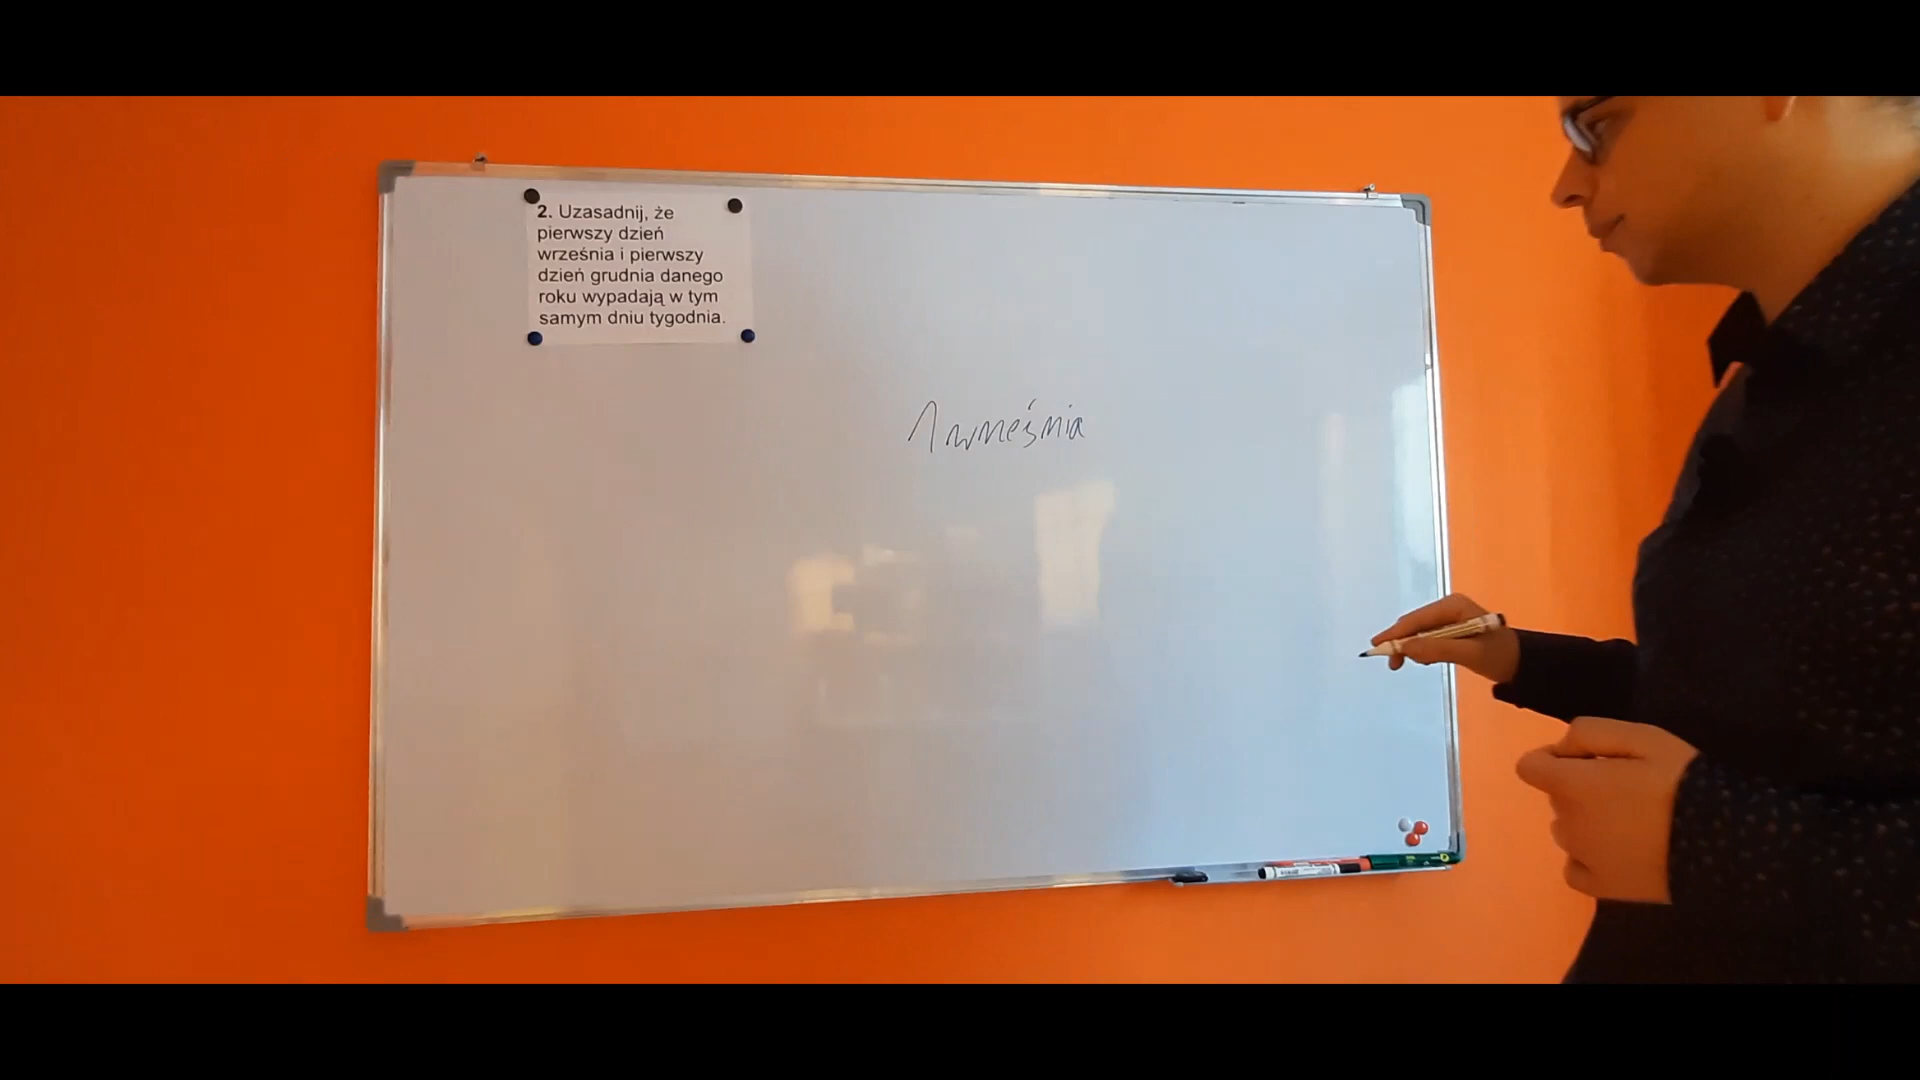 2. Uzasadnij, że
pierwszy dzień
września i pierwszy
dzień grudnia danego
roku wypadają w tym
samym dniu tygodnia.
1 września